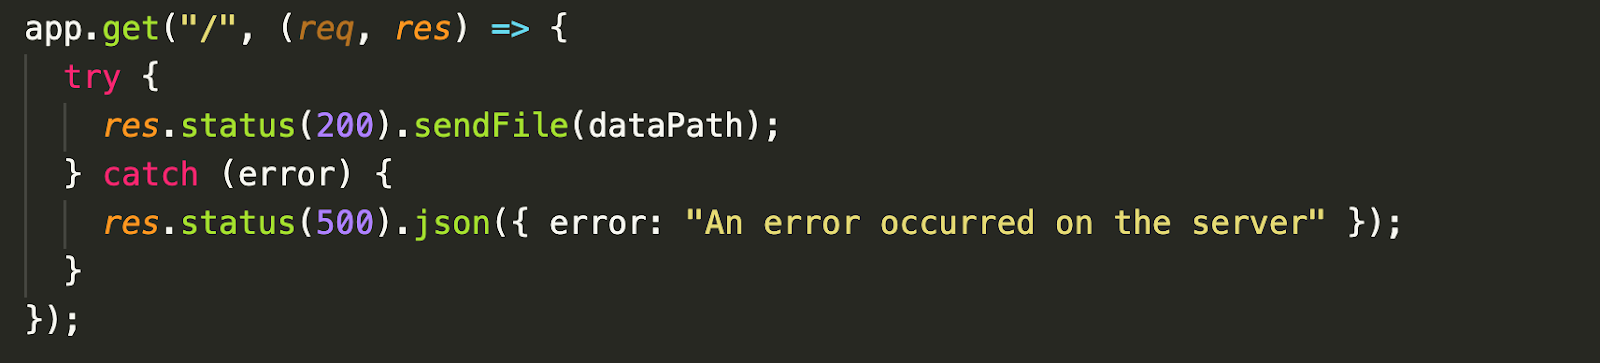 app.get("/", (req, res) => {
  try {
    res.status(200).sendFile(dataPath);
  } catch (error) {
    res.status(500).json({ error: "An error occurred on the server" });
  }
});